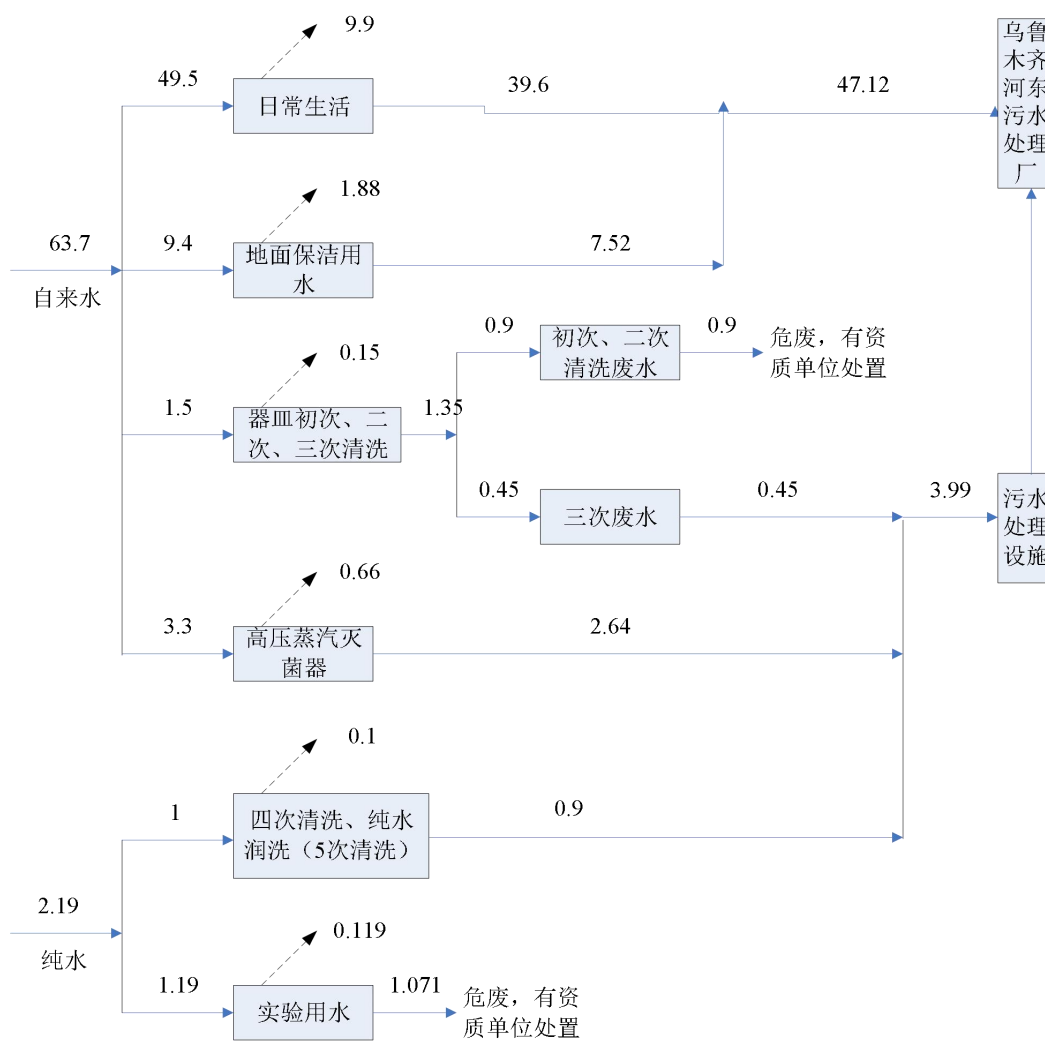 9.9
49.5
日常生活
39.6
47.12
乌鲁
木齐
河东
污水
处理
厂
1.88
63.7
自来水
9.4
地面保洁用
水
7.52
0.15
1.5
器皿初次、二
次、三次清洗
1.35
0.9
初次、二次
清洗废水
0.9
危废，有资
质单位处置
0.45
三次废水
0.45
3.99
污水
处理
设施
0.66
3.3
高压蒸汽灭
菌器
2.64
0.1
1
四次清洗、纯水
润洗（5次清洗）
0.9
2.19
纯水
0.119
1.19
实验用水
1.071
危废，有资
质单位处置